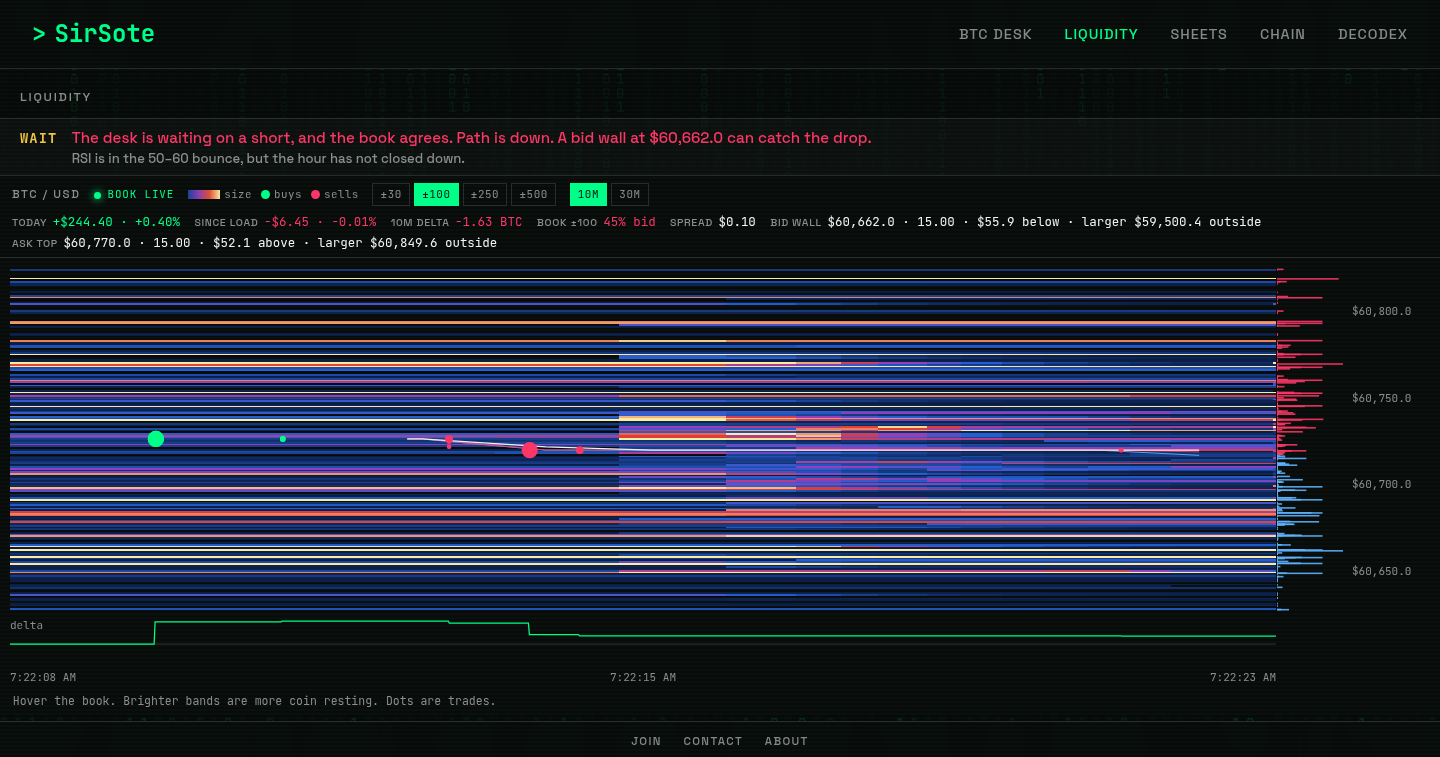 > SirSote
BTC DESK LIQUIDITY SHEETS CHAIN DECODEX
LIQUIDITY
WAIT The desk is waiting on a short, and the book agrees. Path is down. A bid wall at $60,662.0 can catch the drop.
RSI is in the 50–60 bounce, but the hour has not closed down.
BTC / USD BOOK LIVE size buys sells ±30 ±100 ±250 ±500 10M 30M
TODAY +$244.40 · +0.40% SINCE LOAD -$6.45 · -0.01% 10M DELTA -1.63 BTC BOOK ±100 45% bid SPREAD $0.10 BID WALL $60,662.0 · 15.00 · $55.9 below · larger $59,500.4 outside
ASK TOP $60,770.0 · 15.00 · $52.1 above · larger $60,849.6 outside
$60,800.0
$60,750.0
$60,700.0
$60,650.0
delta
7:22:08 AM 7:22:15 AM 7:22:23 AM
Hover the book. Brighter bands are more coin resting. Dots are trades.
JOIN CONTACT ABOUT